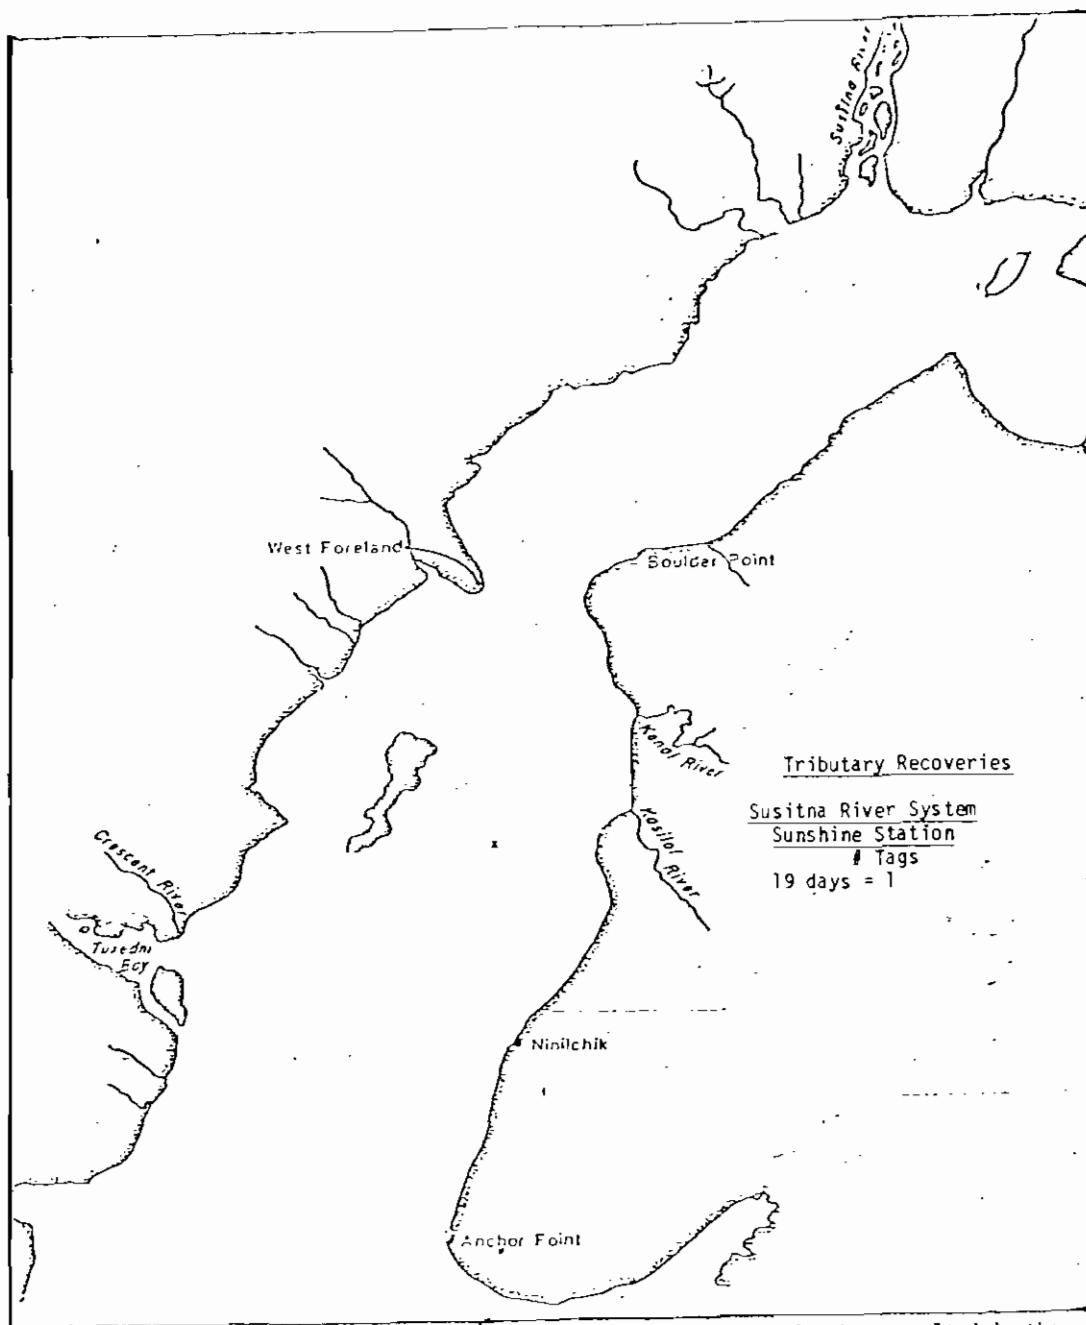 Susitna River
West Foreland
Boulder Point
Kenai River
Tributary Recoveries
Susitna River System
Sunshine Station
# Tags
19 days = 1
Kasilof River
Crescent River
Tuxedni
Bay
x
Ninilchik
Anchor Point